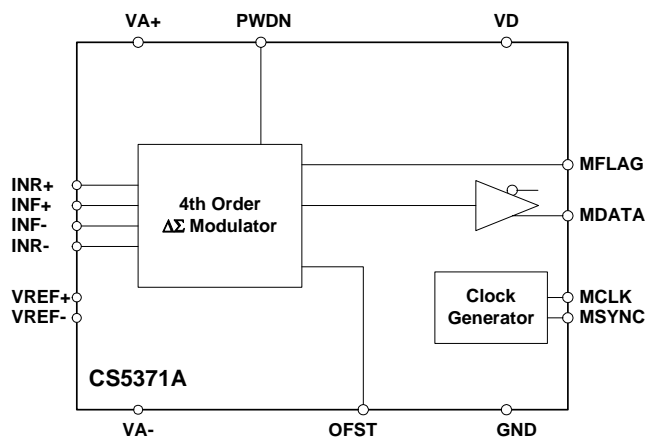 VA+ PWDN VD
MFLAG
INR+
INF+
INF-
INR-
4th Order
ΔΣ Modulator
MDATA
VREF+
VREF-
Clock
Generator
MCLK
MSYNC
CS5371A
VA- OFST GND